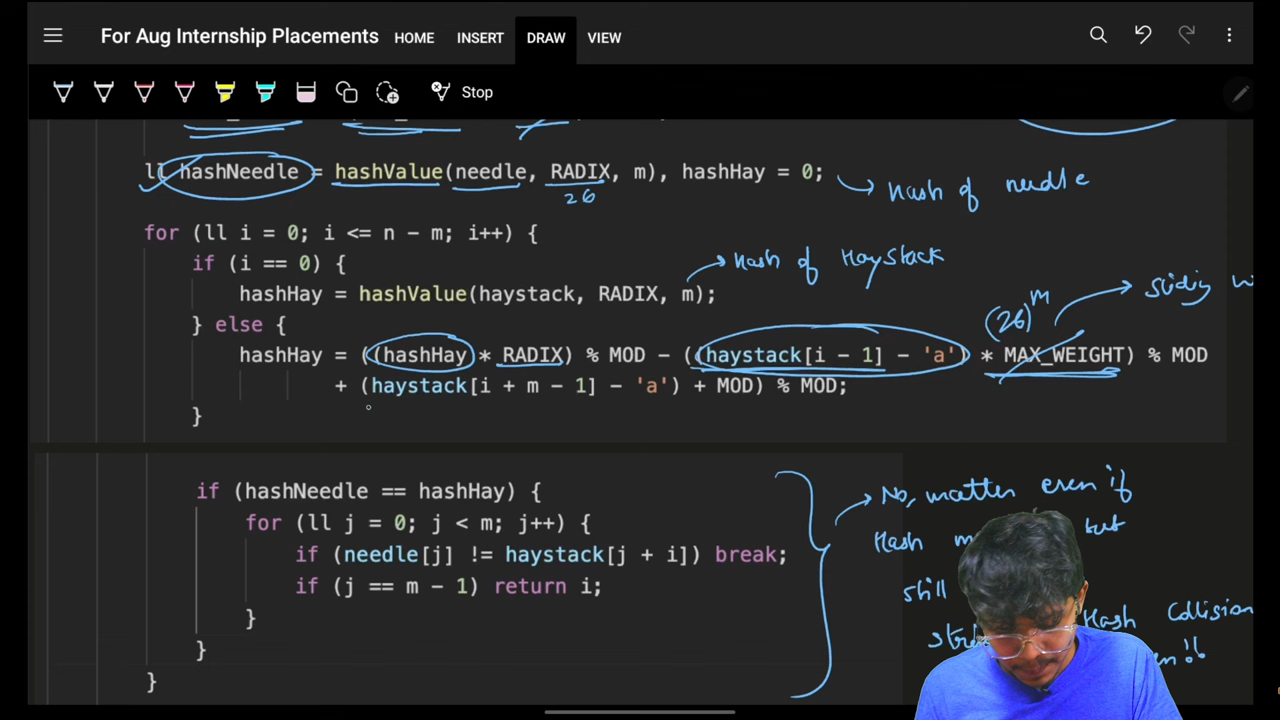 For Aug Internship Placements HOME INSERT DRAW VIEW
Stop
ll hashNeedle = hashValue(needle, RADIX, m), hashHay = 0;
26
hash of needle
for (ll i = 0; i <= n - m; i++) {
if (i == 0) {
hash of Haystack
hashHay = hashValue(haystack, RADIX, m);
(26)^m
sliding
} else {
hashHay = ((hashHay * RADIX) % MOD - ((haystack[i - 1] - 'a') * MAX_WEIGHT) % MOD
+ (haystack[i + m - 1] - 'a') + MOD) % MOD;
}
if (hashNeedle == hashHay) {
No, matter even if
for (ll j = 0; j < m; j++) {
Hash but
if (needle[j] != haystack[j + i]) break;
still
if (j == m - 1) return i;
Hash Collision
}
}
}